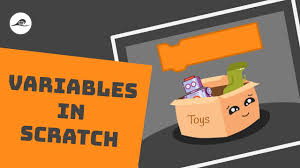 VARIABLES
IN
SCRATCH
Toys